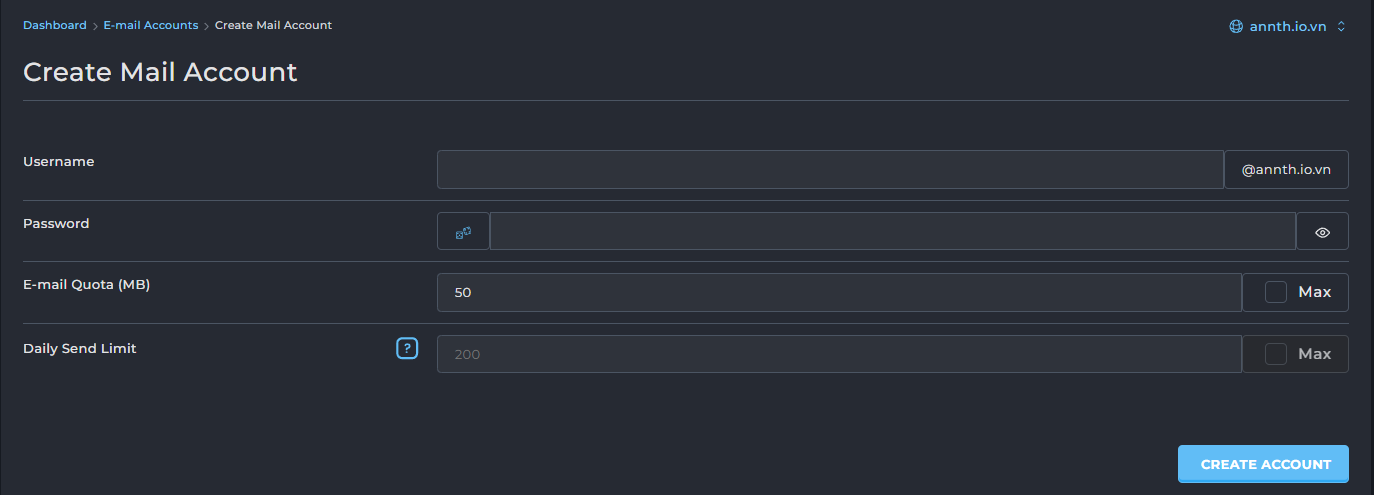 Dashboard > E-mail Accounts > Create Mail Account
annth.io.vn
Create Mail Account
Username
@annth.io.vn
Password
E-mail Quota (MB)
50
Max
Daily Send Limit
?
200
Max
CREATE ACCOUNT